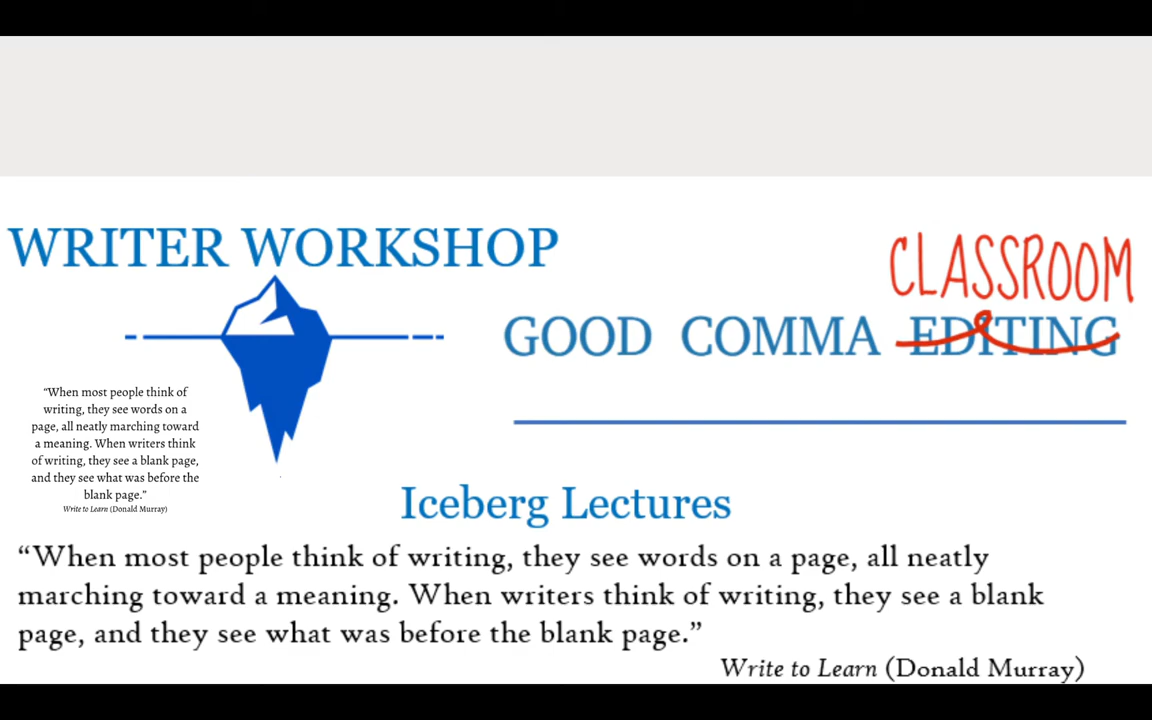 WRITER WORKSHOP
CLASSROOM
GOOD COMMA EDITING
“When most people think of
writing, they see words on a
page, all neatly marching toward
a meaning. When writers think
of writing, they see a blank page,
and they see what was before the
blank page.”
Write to Learn (Donald Murray)
Iceberg Lectures
“When most people think of writing, they see words on a page, all neatly
marching toward a meaning. When writers think of writing, they see a blank
page, and they see what was before the blank page.”
Write to Learn (Donald Murray)